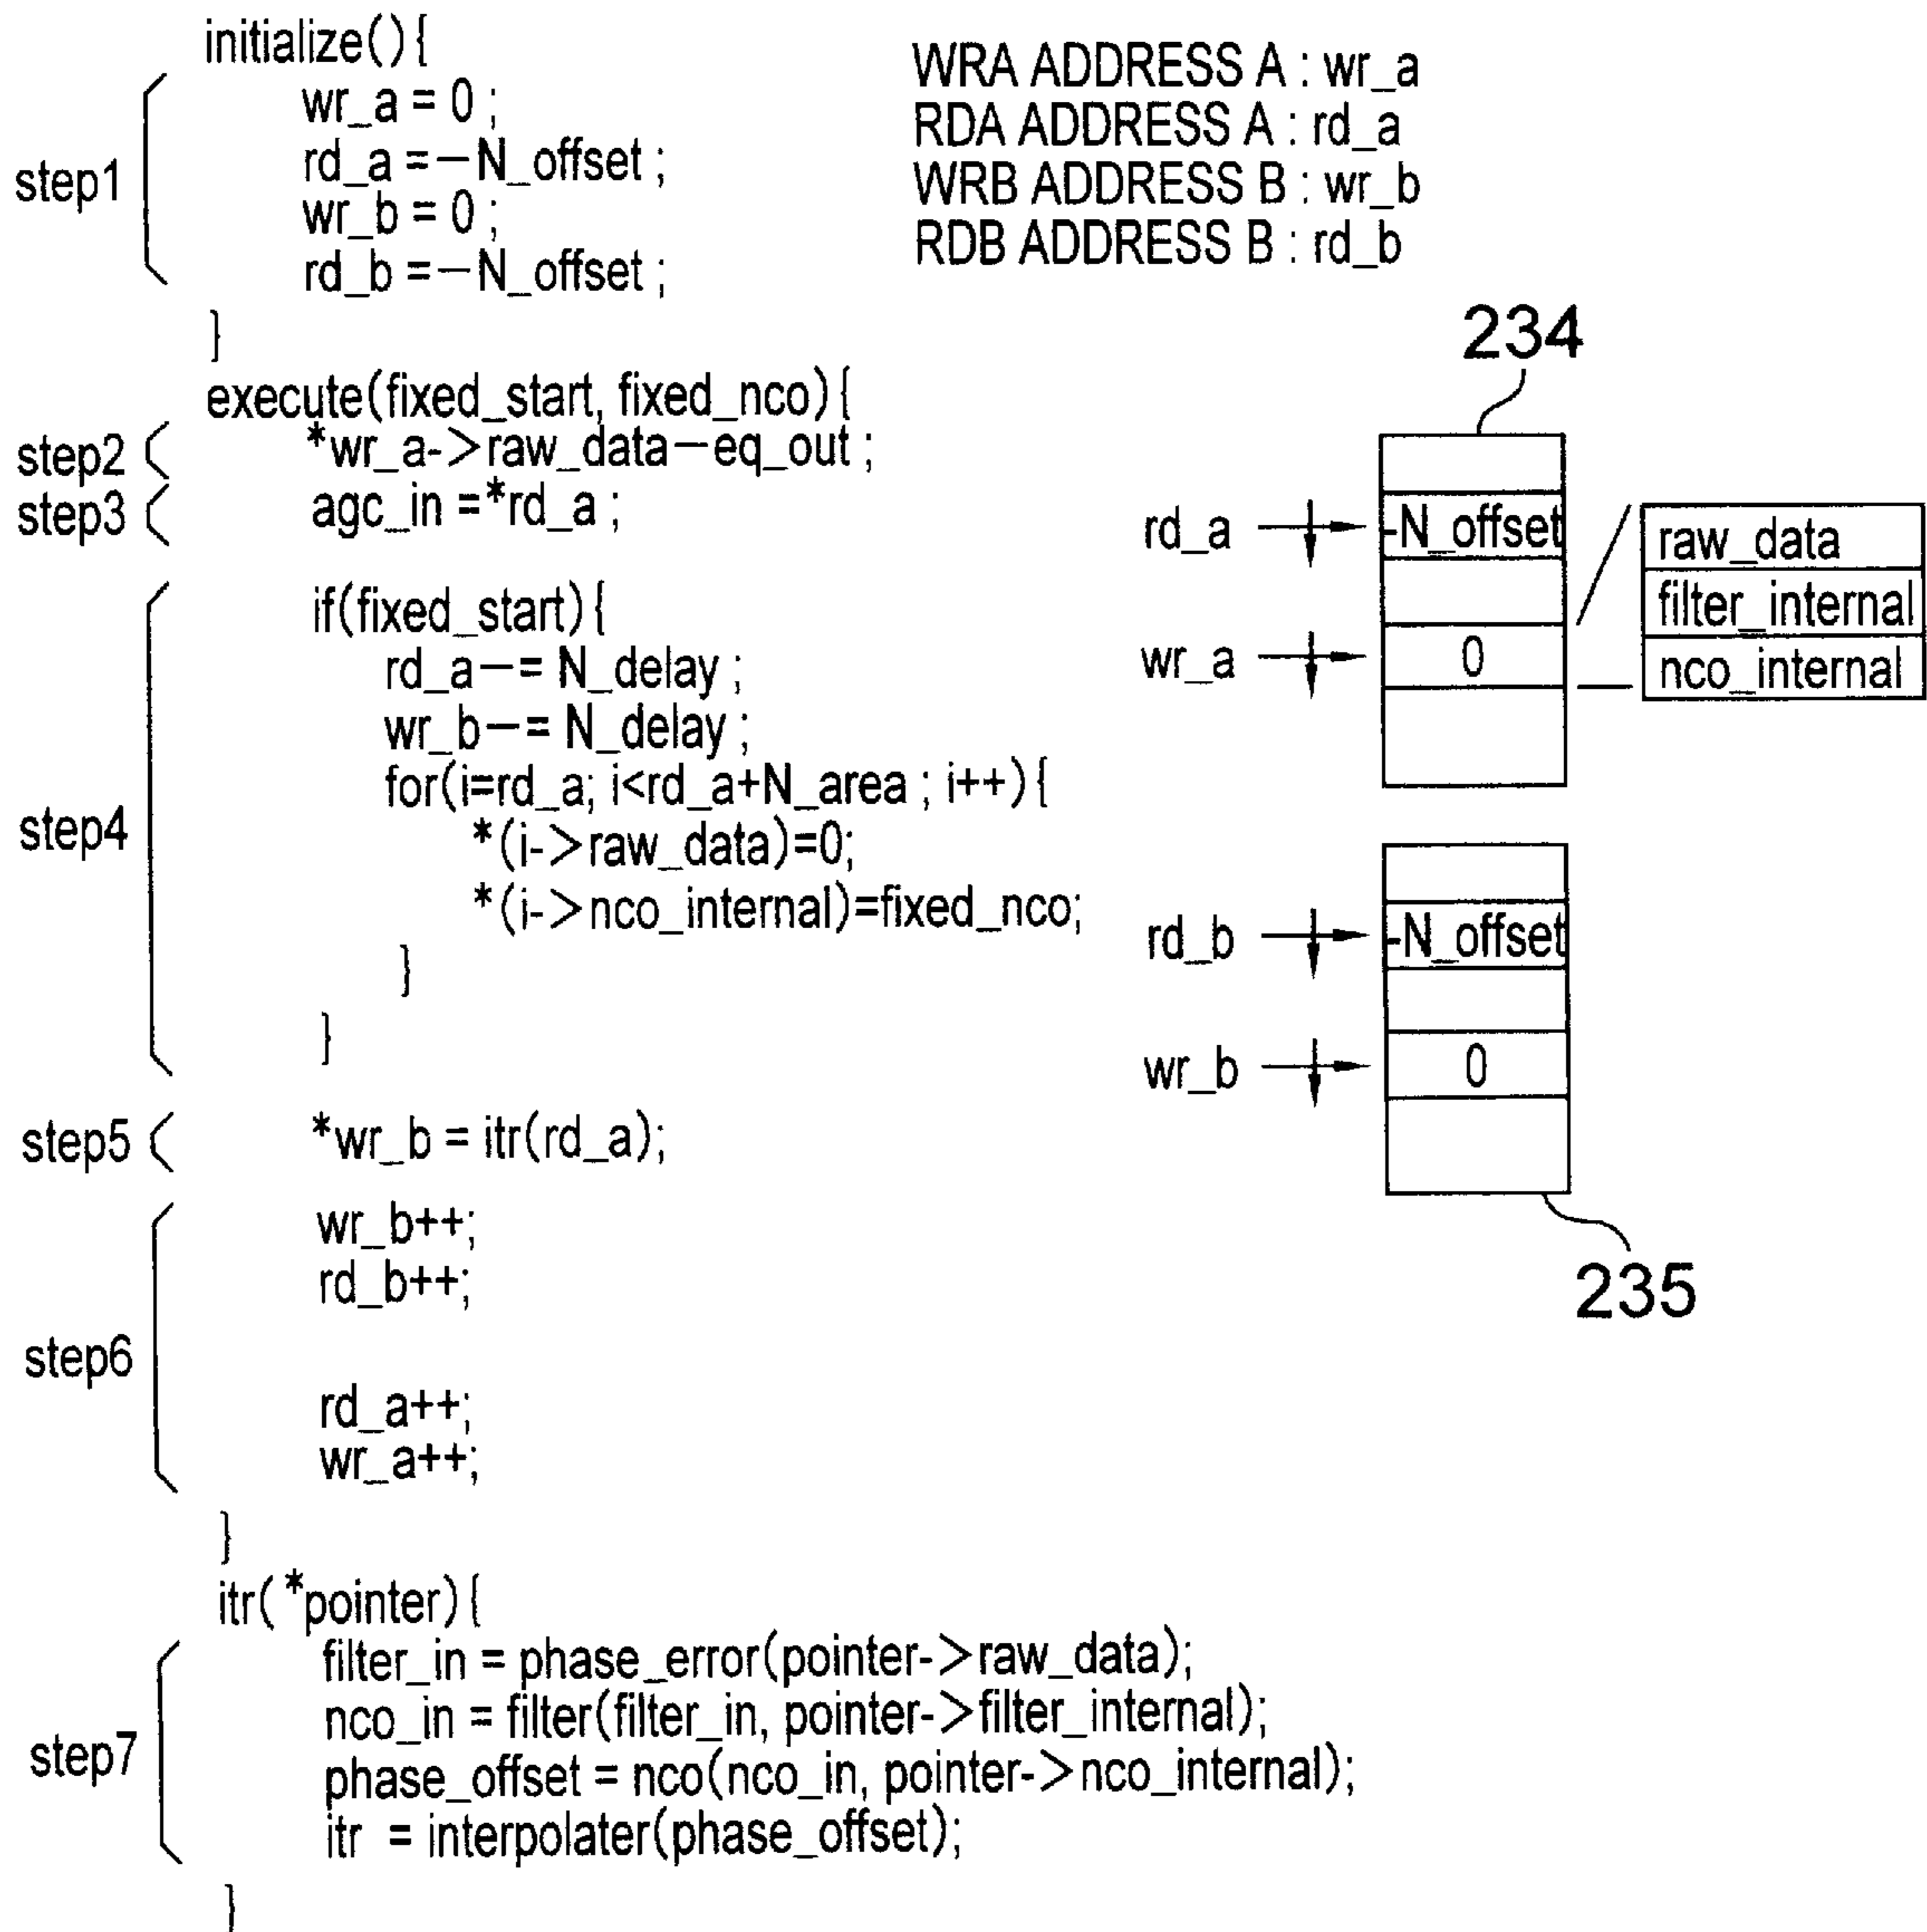 initialize(){
wr_a = 0 ;
rd_a =－N_offset ;
wr_b = 0 ;
rd_b =－N_offset ;
}
step1
WRA ADDRESS A : wr_a
RDA ADDRESS A : rd_a
WRB ADDRESS B : wr_b
RDB ADDRESS B : rd_b
execute(fixed_start, fixed_nco){
step2 *wr_a->raw_data－eq_out ;
step3 agc_in =*rd_a ;
if(fixed_start){
rd_a－= N_delay ;
wr_b－= N_delay ;
for(i=rd_a; i<rd_a+N_area ; i++){
step4 *(i->raw_data)=0;
*(i->nco_internal)=fixed_nco;
}
}
step5 *wr_b = itr(rd_a);
wr_b++;
rd_b++;
step6
rd_a++;
wr_a++;
}
itr(*pointer){
filter_in = phase_error(pointer->raw_data);
nco_in = filter(filter_in, pointer->filter_internal);
step7 phase_offset = nco(nco_in, pointer->nco_internal);
itr = interpolater(phase_offset);
}
234
rd_a -N_offset
wr_a 0
raw_data
filter_internal
nco_internal
rd_b -N_offset
wr_b 0
235